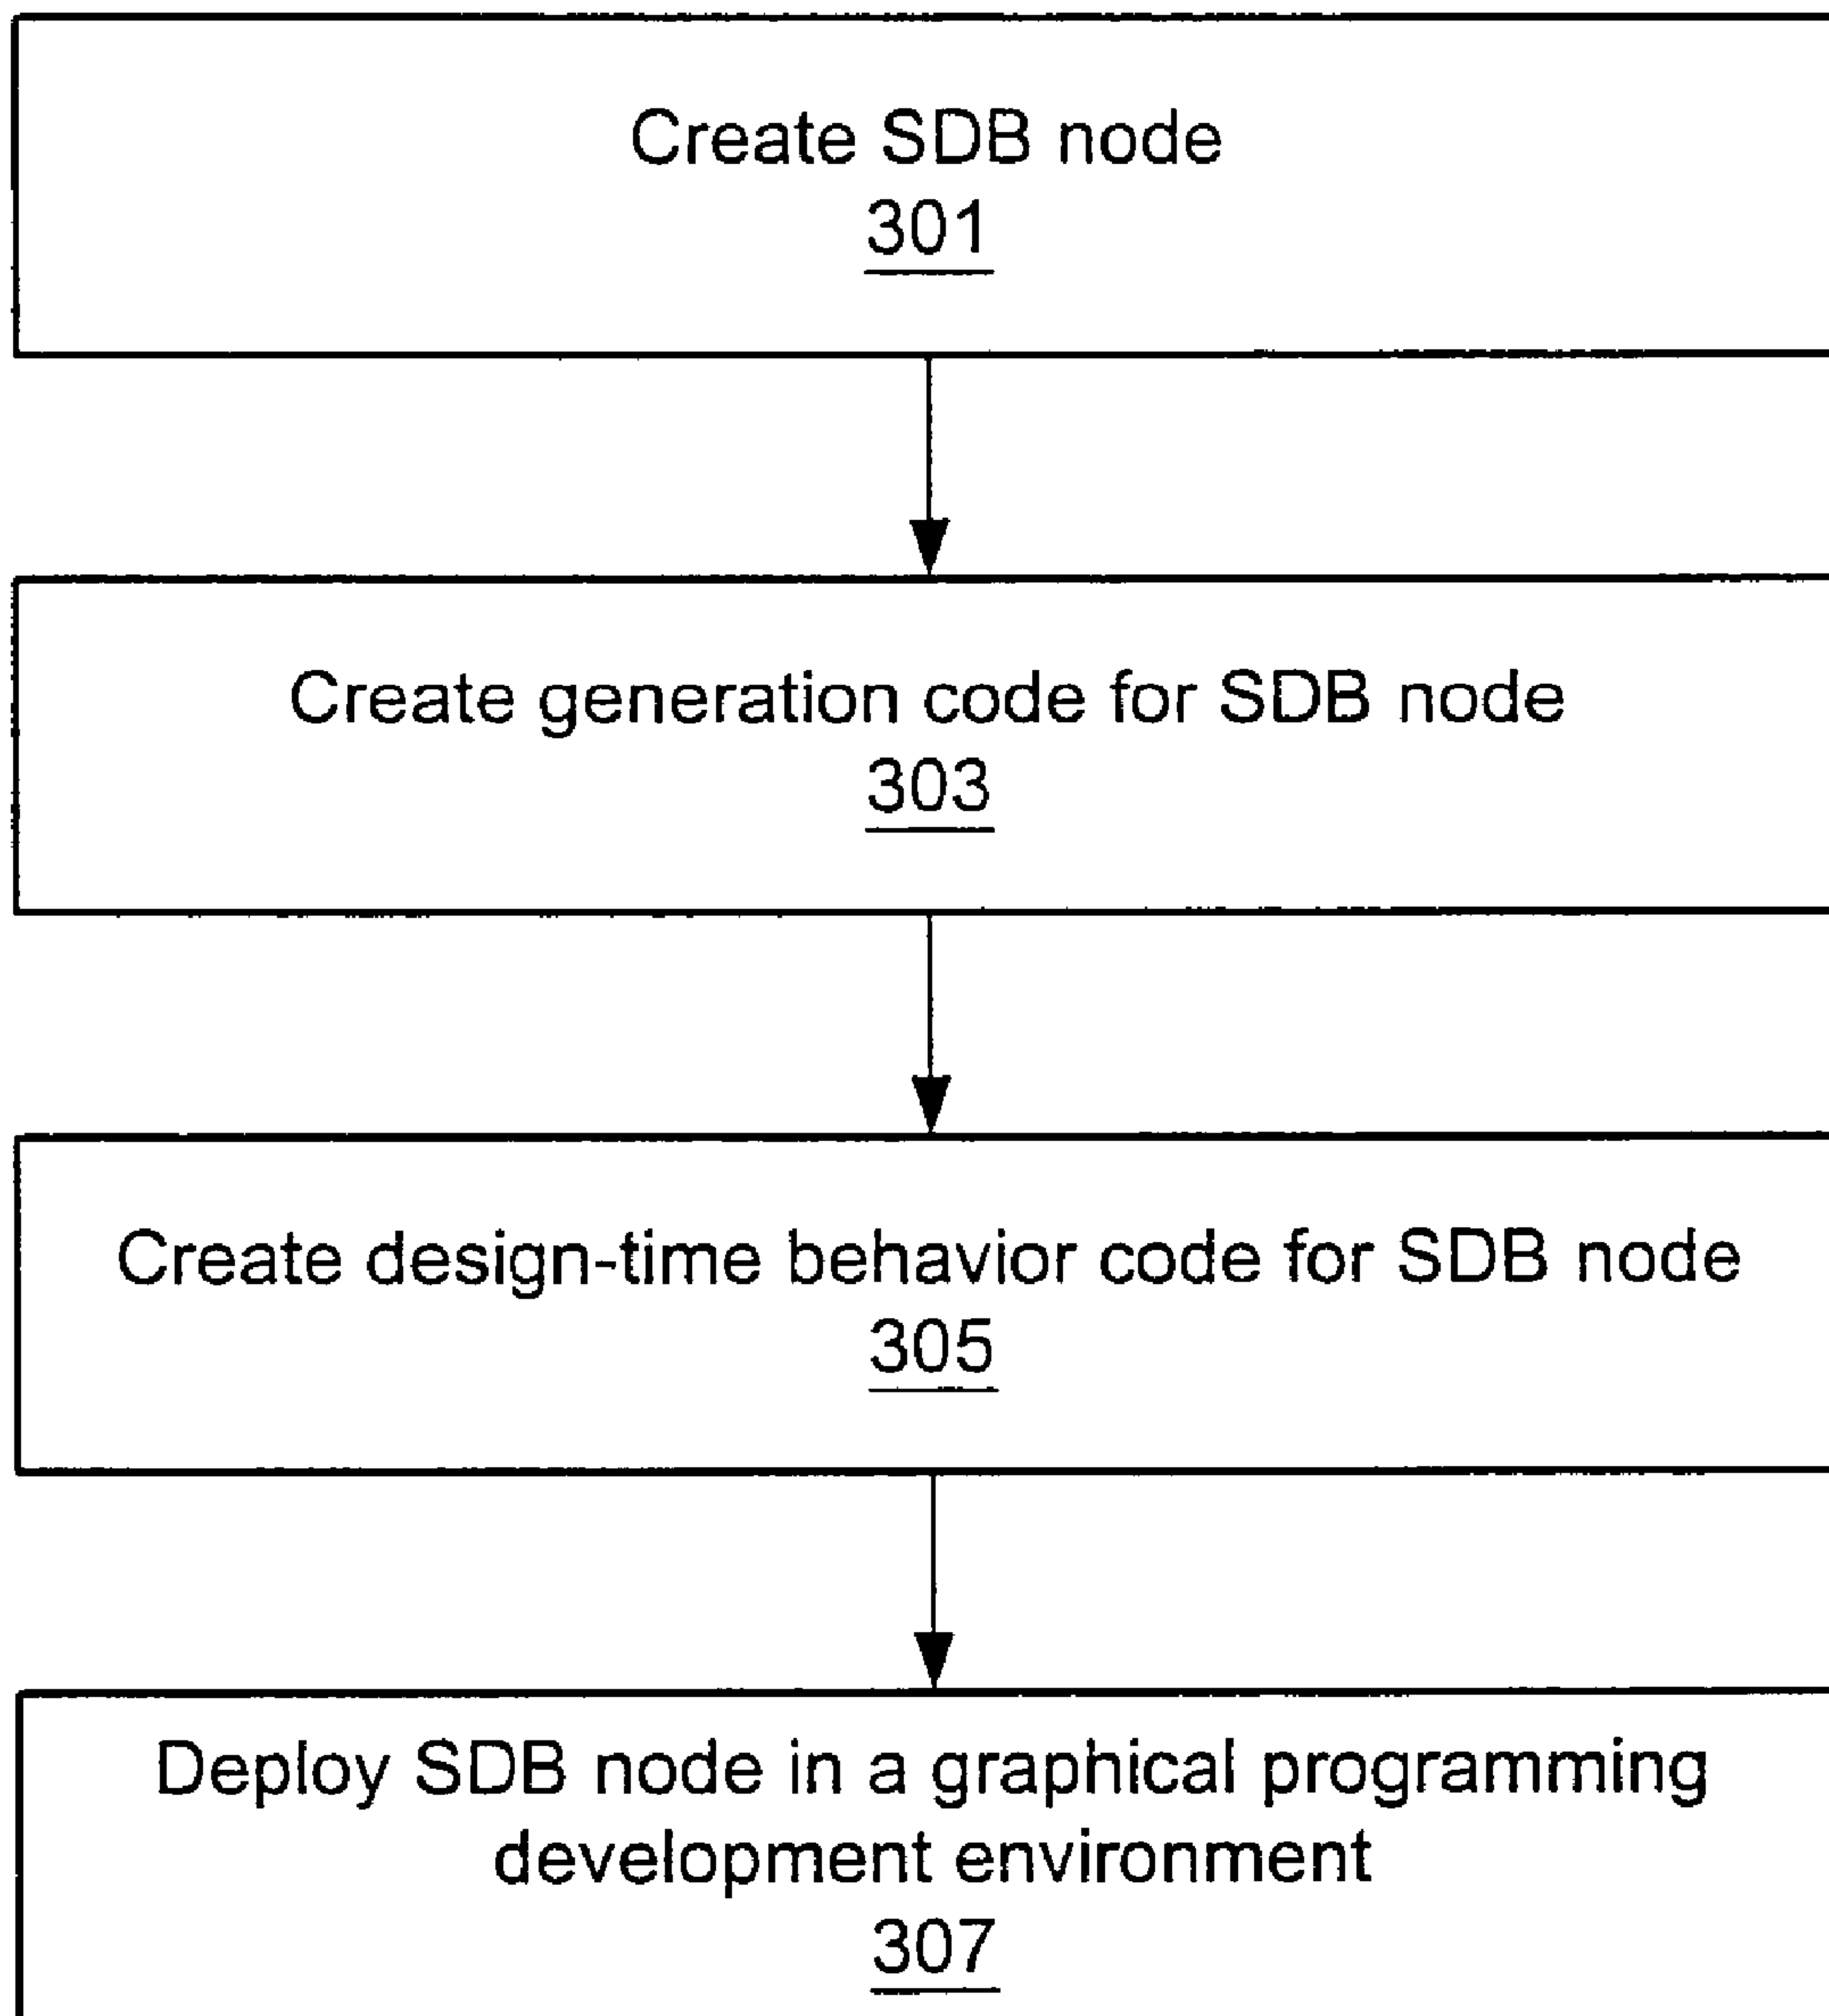 Create SDB node
301
Create generation code for SDB node
303
Create design-time behavior code for SDB node
305
Deploy SDB node in a graphical programming
development environment
307